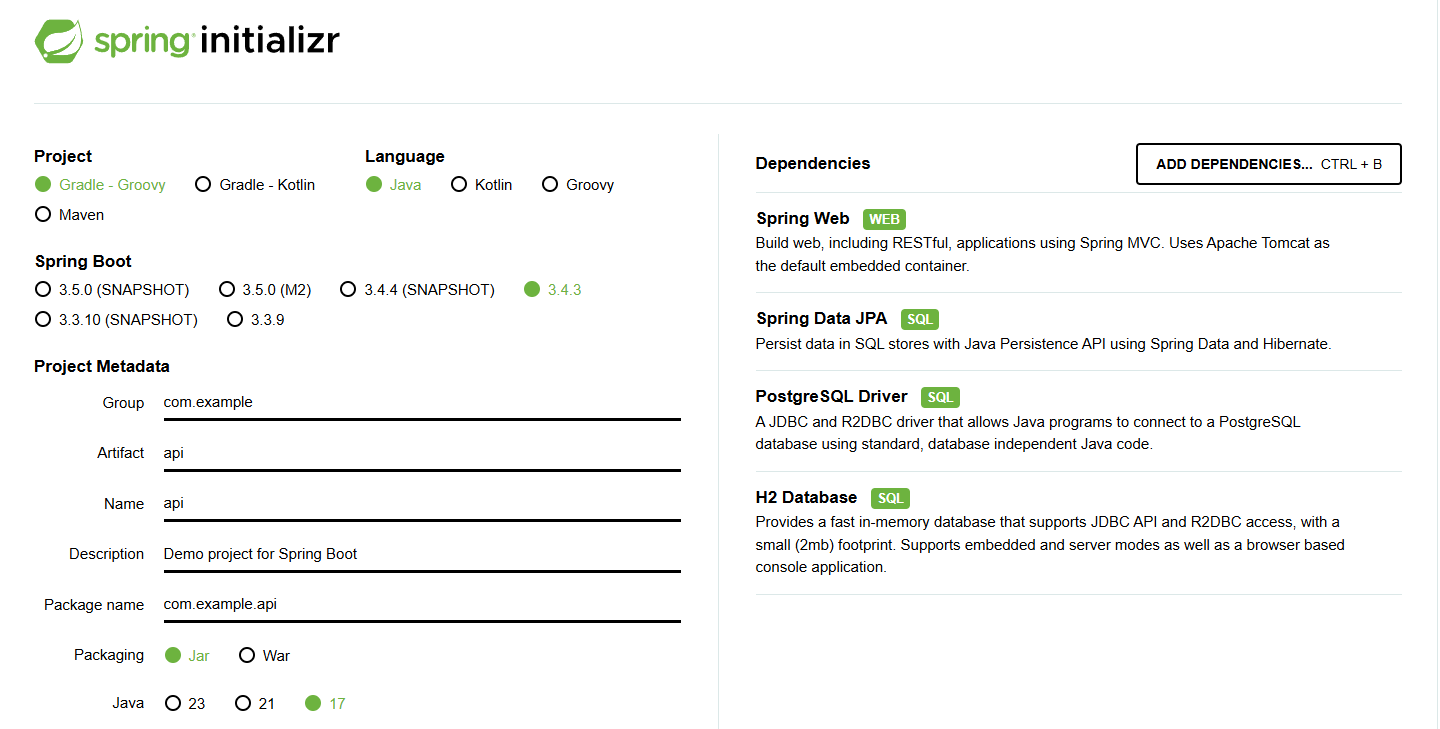 spring initializr
Project
Gradle - Groovy Gradle - Kotlin
Maven
Language
Java Kotlin Groovy
Spring Boot
3.5.0 (SNAPSHOT) 3.5.0 (M2) 3.4.4 (SNAPSHOT) 3.4.3
3.3.10 (SNAPSHOT) 3.3.9
Project Metadata
Group com.example
Artifact api
Name api
Description Demo project for Spring Boot
Package name com.example.api
Packaging Jar War
Java 23 21 17
Dependencies
ADD DEPENDENCIES... CTRL + B
Spring Web WEB
Build web, including RESTful, applications using Spring MVC. Uses Apache Tomcat as
the default embedded container.
Spring Data JPA SQL
Persist data in SQL stores with Java Persistence API using Spring Data and Hibernate.
PostgreSQL Driver SQL
A JDBC and R2DBC driver that allows Java programs to connect to a PostgreSQL
database using standard, database independent Java code.
H2 Database SQL
Provides a fast in-memory database that supports JDBC API and R2DBC access, with a
small (2mb) footprint. Supports embedded and server modes as well as a browser based
console application.